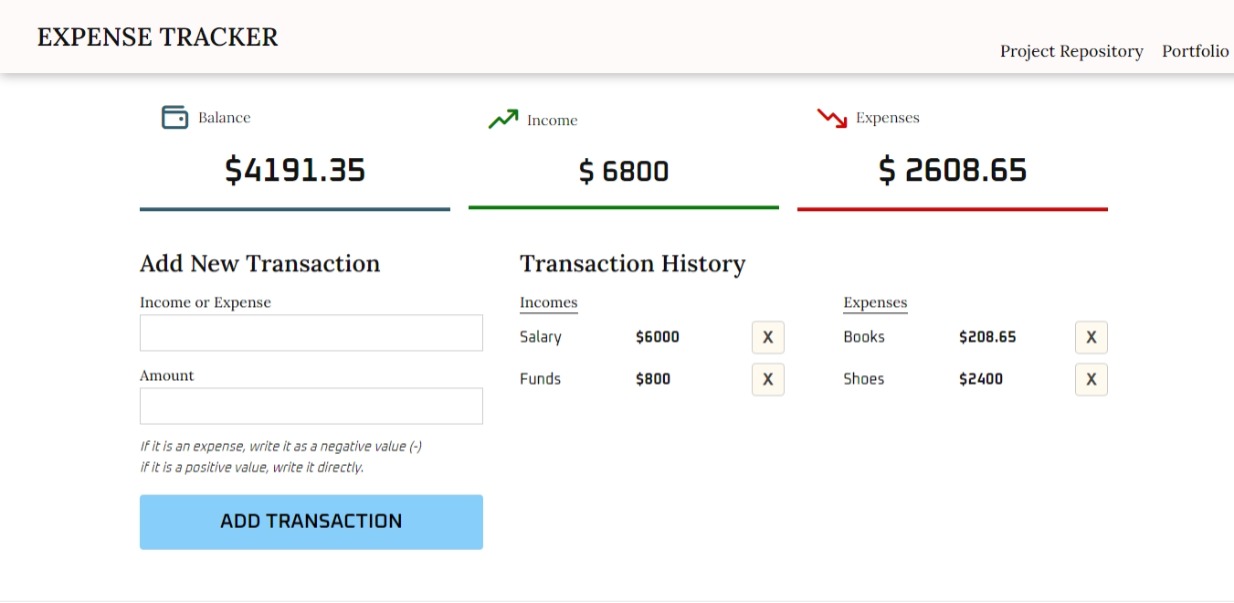 EXPENSE TRACKER
Project Repository Portfolio
Balance
$4191.35
Income
$ 6800
Expenses
$ 2608.65
Add New Transaction
Income or Expense
Amount
If it is an expense, write it as a negative value (-)
if it is a positive value, write it directly.
ADD TRANSACTION
Transaction History
Incomes
Salary $6000 X
Funds $800 X
Expenses
Books $208.65 X
Shoes $2400 X